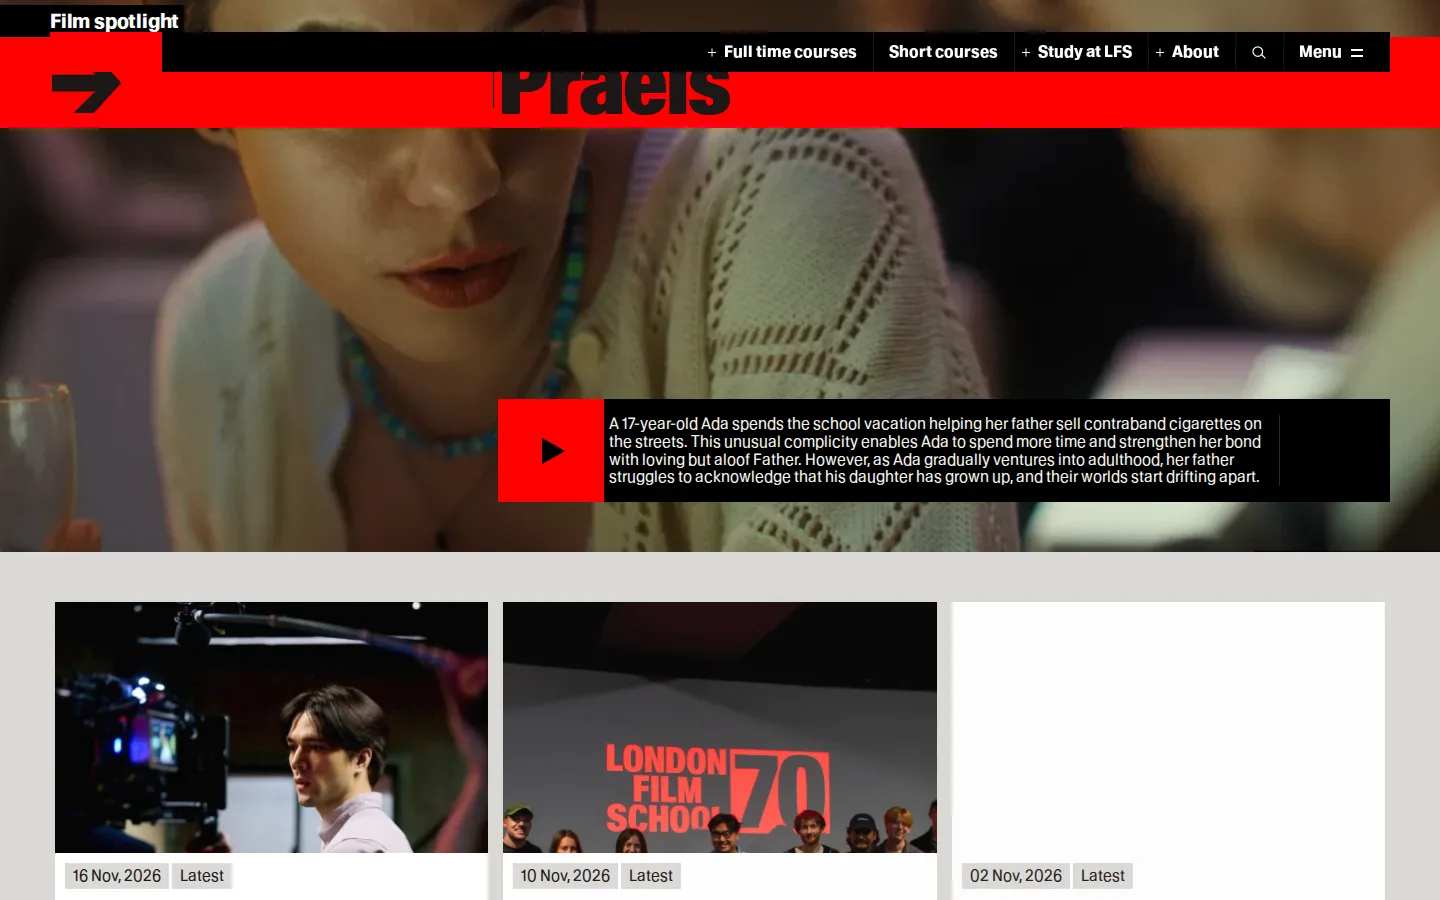 Film spotlight
Full time courses
Short courses
Study at LFS
About
Menu
Praeis
A 17-year-old Ada spends the school vacation helping her father sell contraband cigarettes on
the streets. This unusual complicity enables Ada to spend more time and strengthen her bond
with loving but aloof Father. However, as Ada gradually ventures into adulthood, her father
struggles to acknowledge that his daughter has grown up, and their worlds start drifting apart.
LONDON
FILM
SCHOOL
70
16 Nov, 2026
Latest
10 Nov, 2026
Latest
02 Nov, 2026
Latest